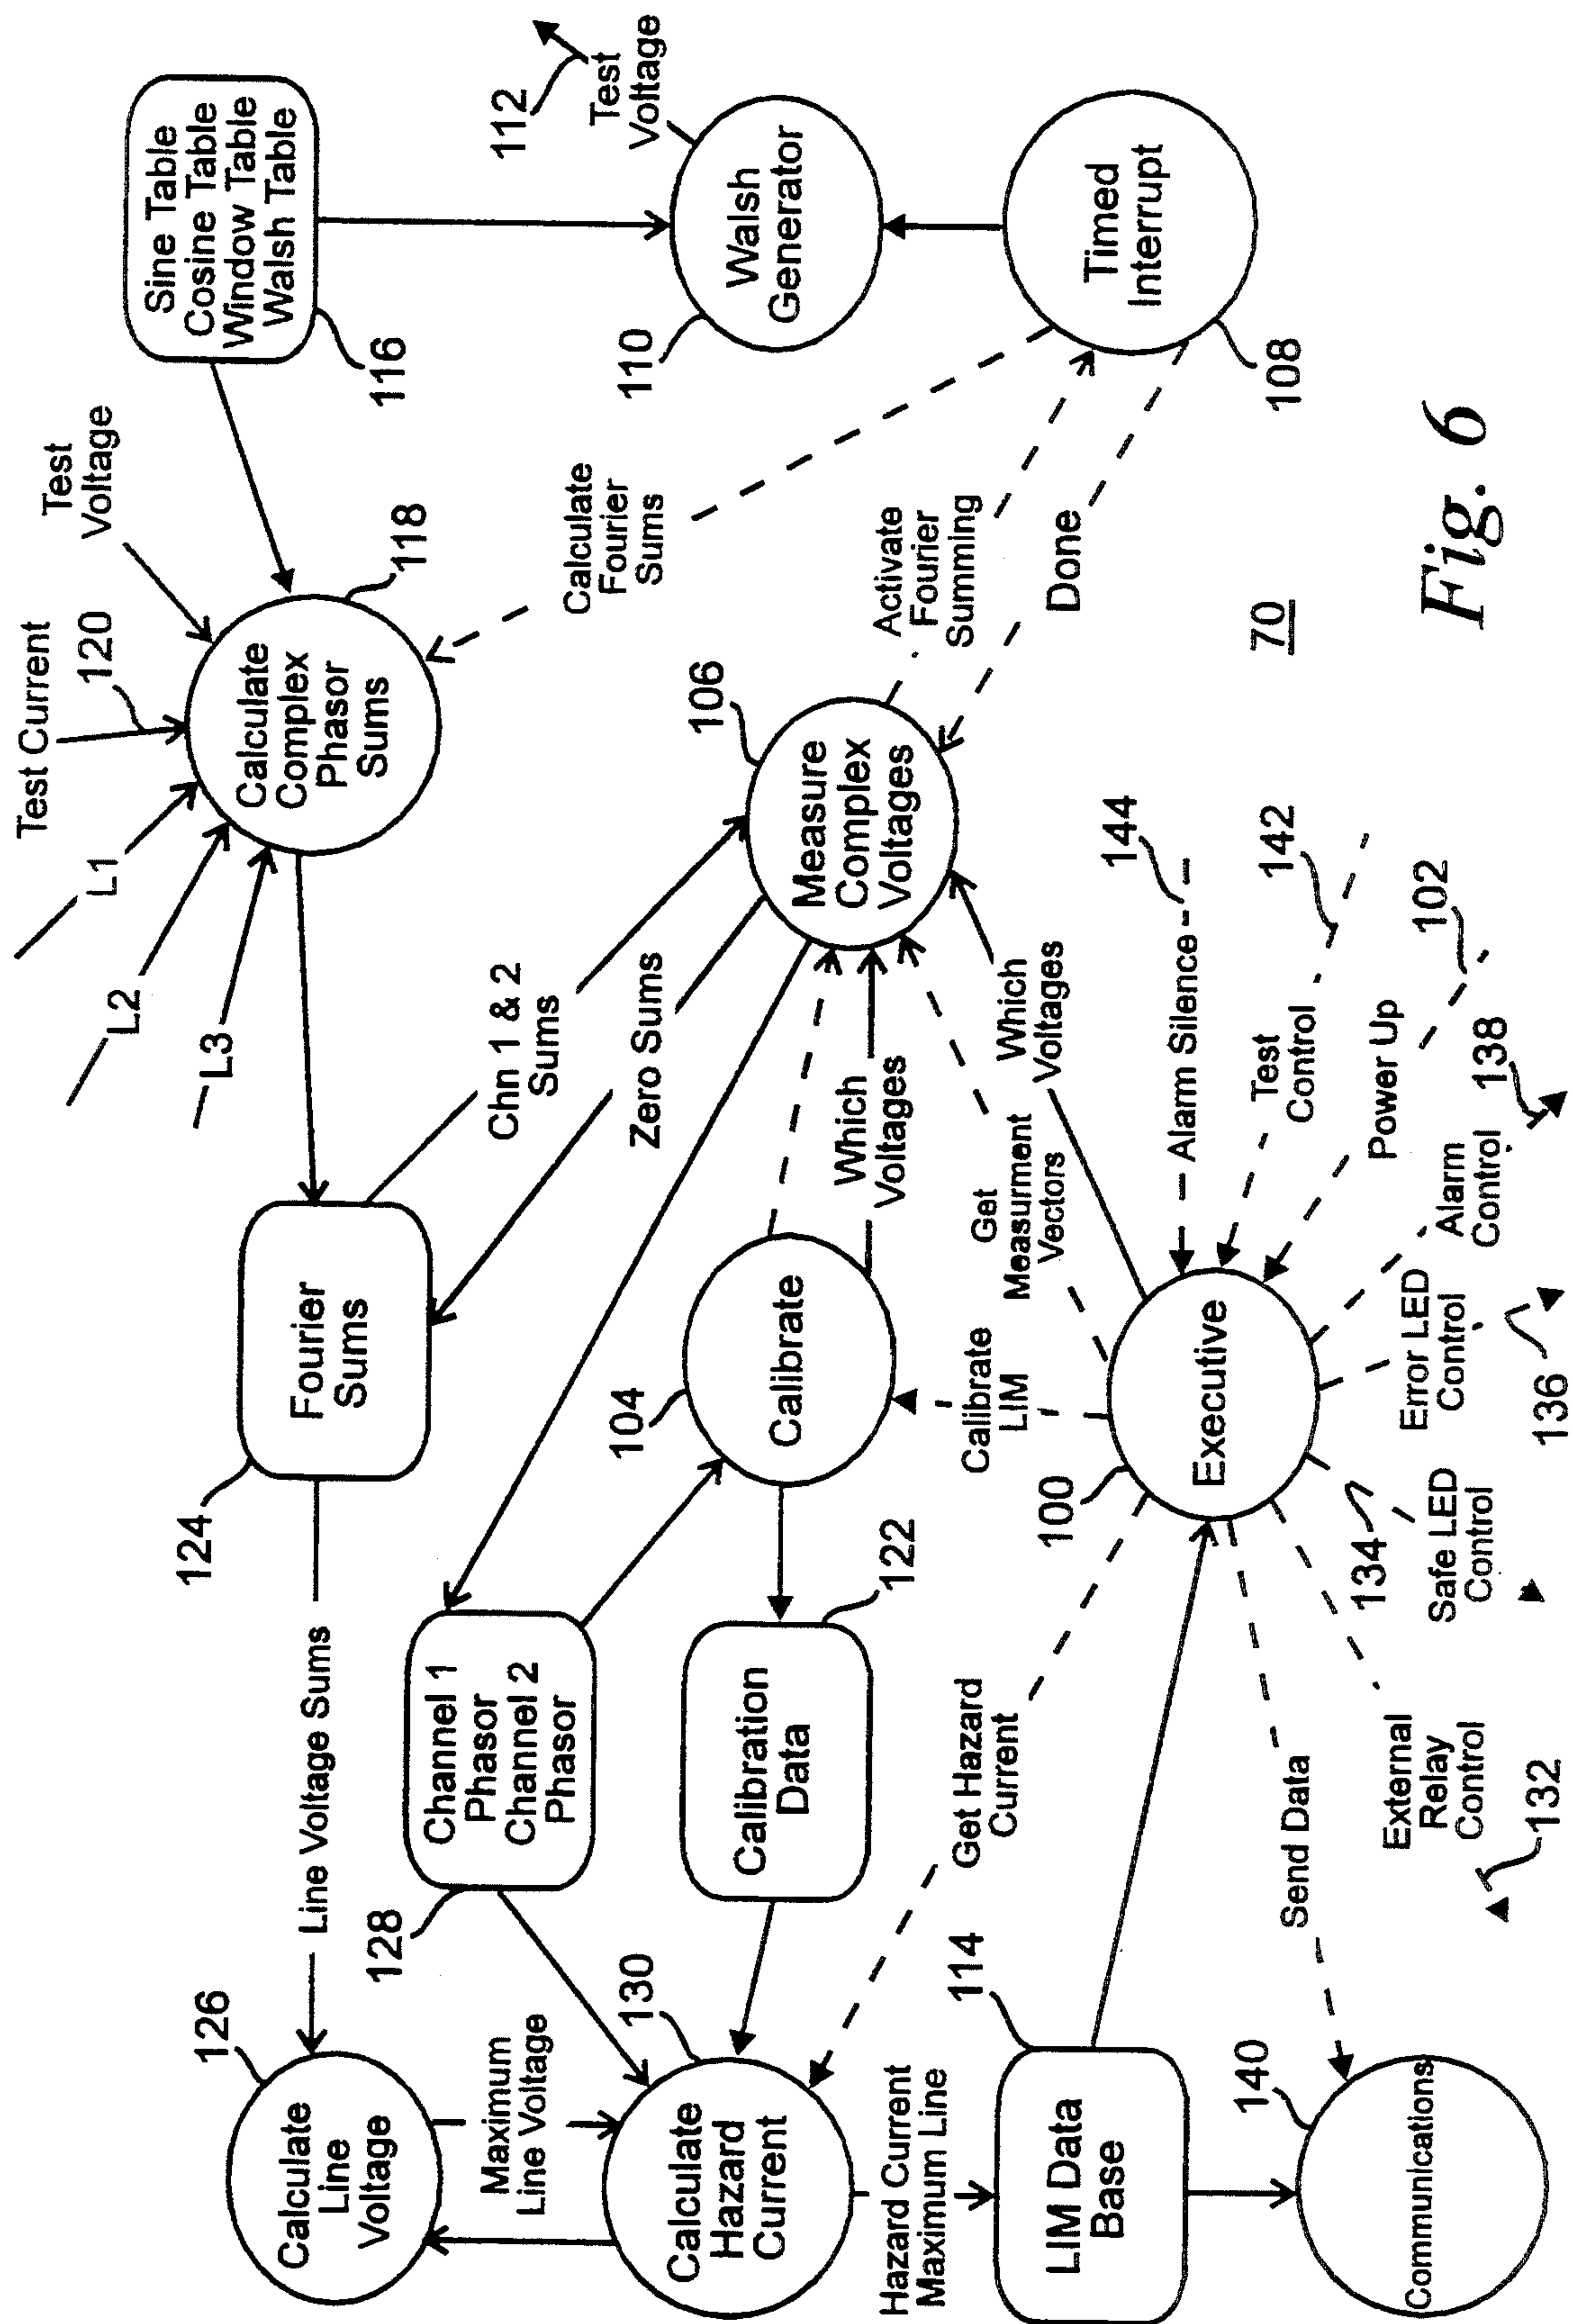 Test Current
120
Test
Voltage
L1
L2
L3
Calculate
Complex
Phasor
Sums
118
Sine Table
Cosine Table
Window Table
Walsh Table
116
112
Test
Voltage
Walsh
Generator
110
Timed
Interrupt
108
Calculate
Fourier
Sums
Activate
Fourier
Summing
Done
Fourier
Sums
124
Chn 1 & 2
Sums
Zero Sums
Measure
Complex
Voltages
106
Line Voltage Sums
Calculate
Line
Voltage
126
Channel 1
Phasor
Channel 2
Phasor
128
Calibrate
104
Which
Voltages
Calibration
Data
122
Maximum
Line Voltage
Calculate
Hazard
Current
130
Get Hazard
Current
Calibrate
LIM
Get
Measurment
Vectors
Which
Voltages
Hazard Current
Maximum Line
LIM Data
Base
114
Executive
100
Alarm Silence
144
Test
Control
142
Power Up
102
Alarm
Control
138
Error LED
Control
136
Safe LED
Control
134
External
Relay
Control
132
Send Data
Communications
140
70
Fig. 6